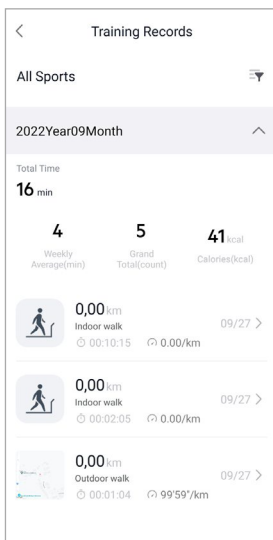 Training Records
All Sports
2022Year09Month
Total Time
16 min
4
Weekly
Average(min)
5
Grand
Total(count)
41 kcal
Calories(kcal)
0,00 km
Indoor walk
00:10:15 0.00/km
09/27
0,00 km
Indoor walk
00:02:05 0.00/km
09/27
0,00 km
Outdoor walk
00:01:04 99'59"/km
09/27